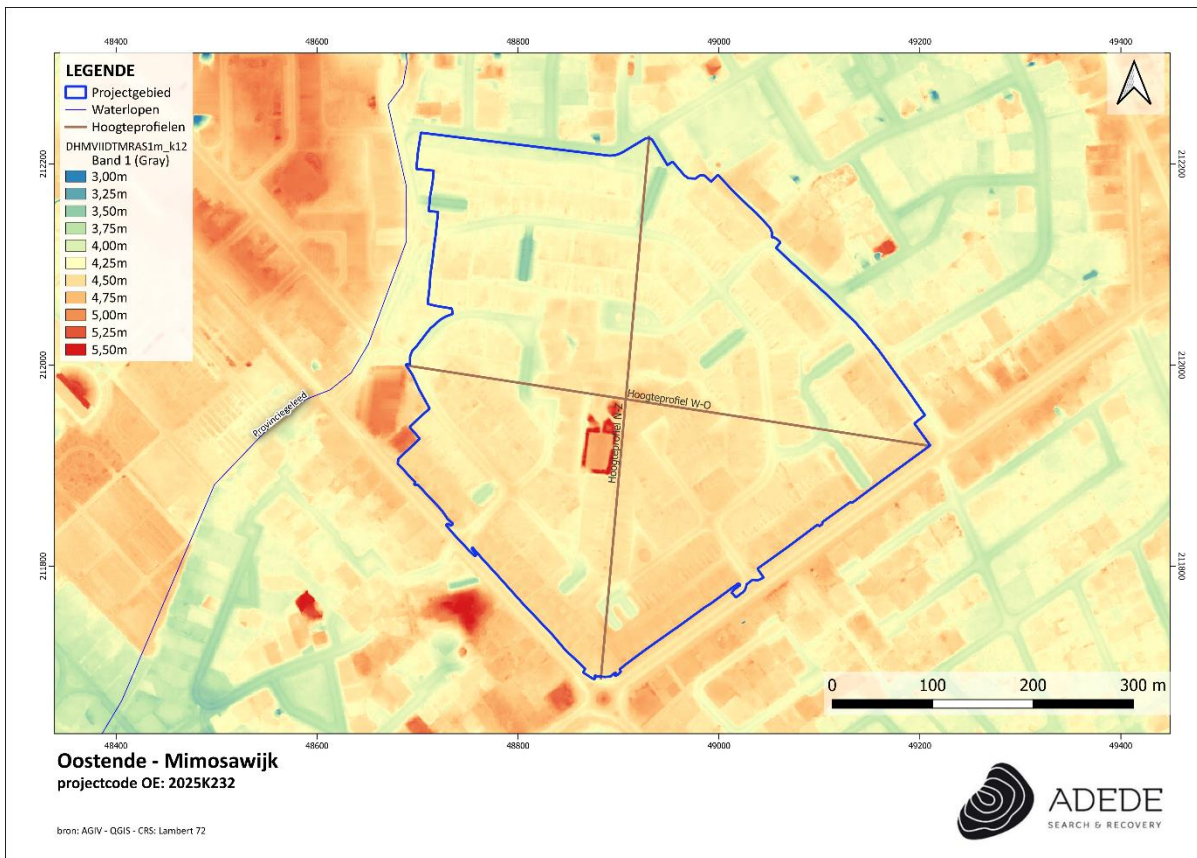 48400 48600 48800 49000 49200 49400
LEGENDE
Projectgebied
Waterlopen
Hoogteprofielen
DHMVIIDTMRAS1m_k12
Band 1 (Gray)
3,00m
3,25m
3,50m
3,75m
4,00m
4,25m
4,50m
4,75m
5,00m
5,25m
5,50m
212200 212200
212000 212000
211800 211800
Provinciegeleed
Hoogteprofiel W-O
Hoogteprofiel N-Z
0 100 200 300 m
48400 48600 48800 49000 49200 49400
Oostende - Mimosawijk
projectcode OE: 2025K232
bron: AGIV - QGIS - CRS: Lambert 72
ADEDE
SEARCH & RECOVERY